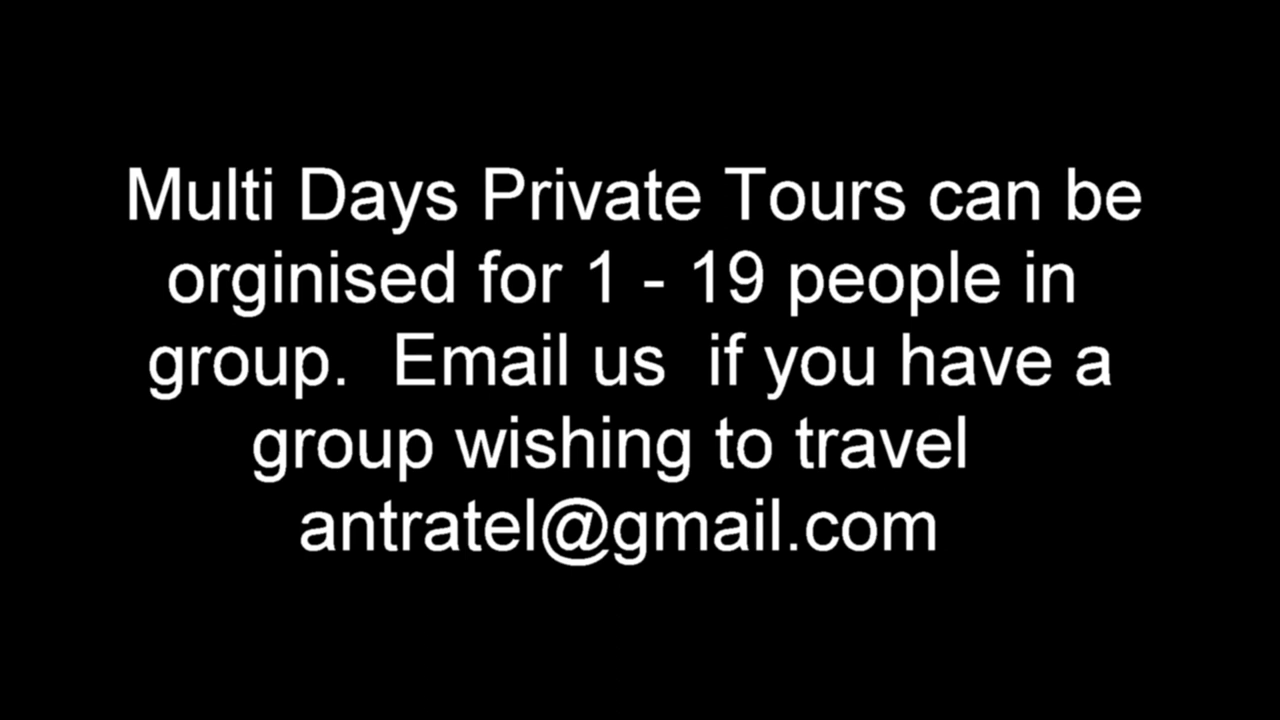 Multi Days Private Tours can be
orginised for 1 - 19 people in
group.  Email us  if you have a
group wishing to travel
antratel@gmail.com